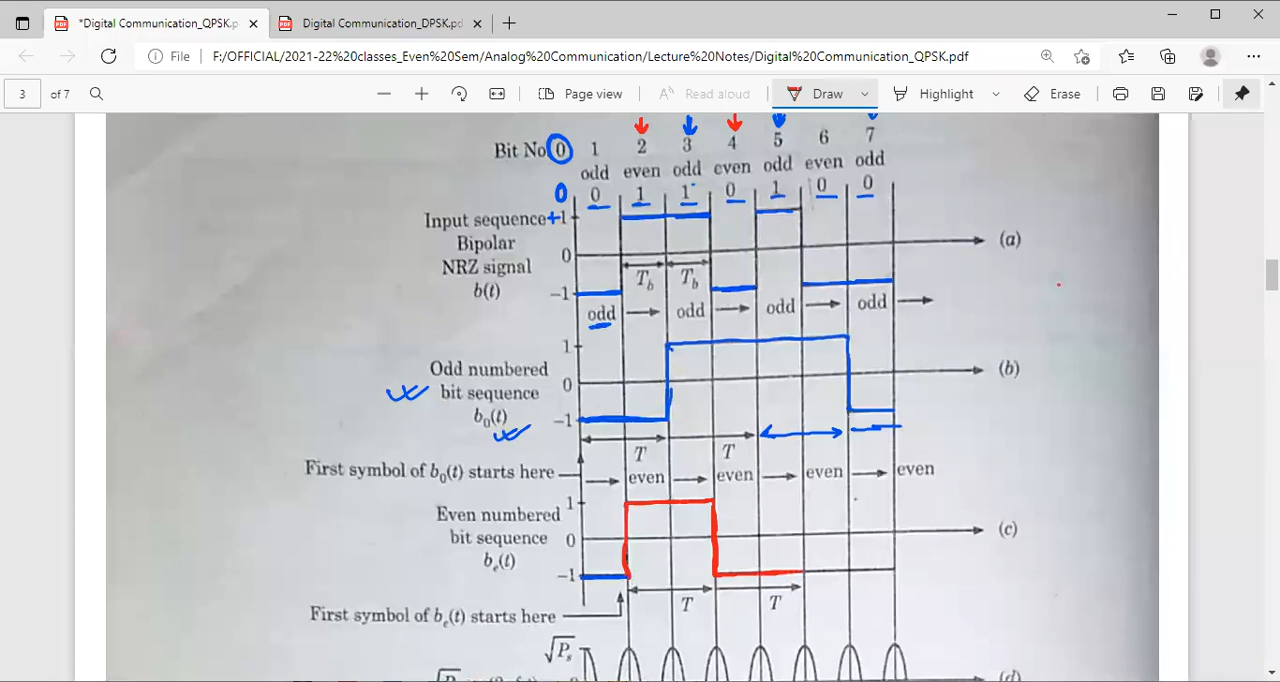 *Digital Communication_QPSK.p
Digital Communication_DPSK.pd
File F:/OFFICIAL/2021-22%20classes_Even%20Sem/Analog%20Communication/Lecture%20Notes/Digital%20Communication_QPSK.pdf
3 of 7 Page view Read aloud Draw Highlight Erase
Bit No 0 1 2 3 4 5 6 7
odd even odd even odd even odd
0 0 1 1 0 1 0 0
Input sequence +1
Bipolar
NRZ signal
b(t)
0
(a)
Tb Tb
−1
odd odd odd odd
1
Odd numbered
bit sequence
b0(t)
0
(b)
−1
T T
First symbol of b0(t) starts here
even even even even
1
Even numbered
bit sequence
be(t)
0
(c)
−1
T T
First symbol of be(t) starts here
√Ps
(d)